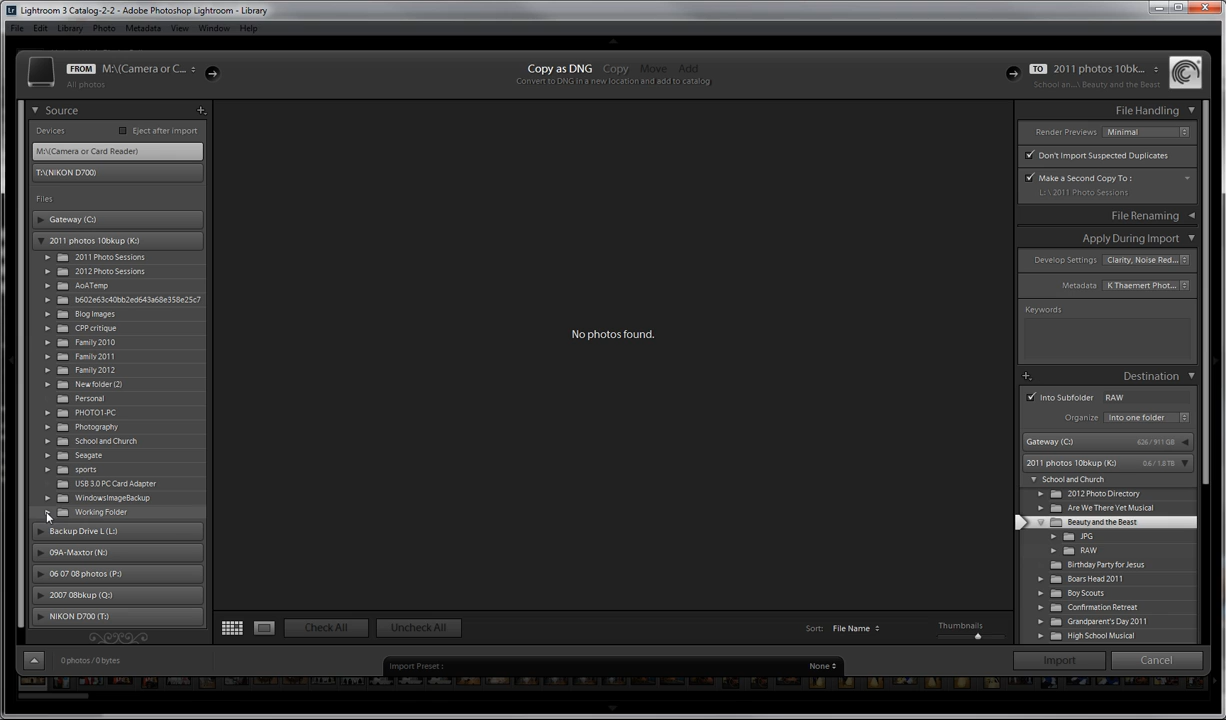 Lr Lightroom 3 Catalog-2-2 - Adobe Photoshop Lightroom - Library
File Edit Library Photo Metadata View Window Help
FROM M:\(Camera or C...
All photos
Copy as DNG Copy Move Add
Convert to DNG in a new location and add to catalog
TO 2011 photos 10bk...
School an...\ Beauty and the Beast
Source
Devices Eject after import
M:\(Camera or Card Reader)
T:\(NIKON D700)
Files
Gateway (C:)
2011 photos 10bkup (K:)
2011 Photo Sessions
2012 Photo Sessions
AoATemp
b602e63c40bb2ed643a68e358e25c7
Blog Images
CPP critique
Family 2010
Family 2011
Family 2012
New folder (2)
Personal
PHOTO1-PC
Photography
School and Church
Seagate
sports
USB 3.0 PC Card Adapter
WindowsImageBackup
Working Folder
Backup Drive L (L:)
09A-Maxtor (N:)
06 07 08 photos (P:)
2007 08bkup (Q:)
NIKON D700 (T:)
No photos found.
File Handling
Render Previews Minimal
Don't Import Suspected Duplicates
Make a Second Copy To :
L: \ 2011 Photo Sessions
File Renaming
Apply During Import
Develop Settings Clarity, Noise Red...
Metadata K Thaemert Phot...
Keywords
Destination
Into Subfolder RAW
Organize Into one folder
Gateway (C:) 626 / 911 GB
2011 photos 10bkup (K:) 0.6 / 1.8 TB
School and Church
2012 Photo Directory
Are We There Yet Musical
Beauty and the Beast
JPG
RAW
Birthday Party for Jesus
Boars Head 2011
Boy Scouts
Confirmation Retreat
Grandparent's Day 2011
High School Musical
Check All Uncheck All Sort: File Name Thumbnails
0 photos / 0 bytes
Import Preset : None
Import Cancel